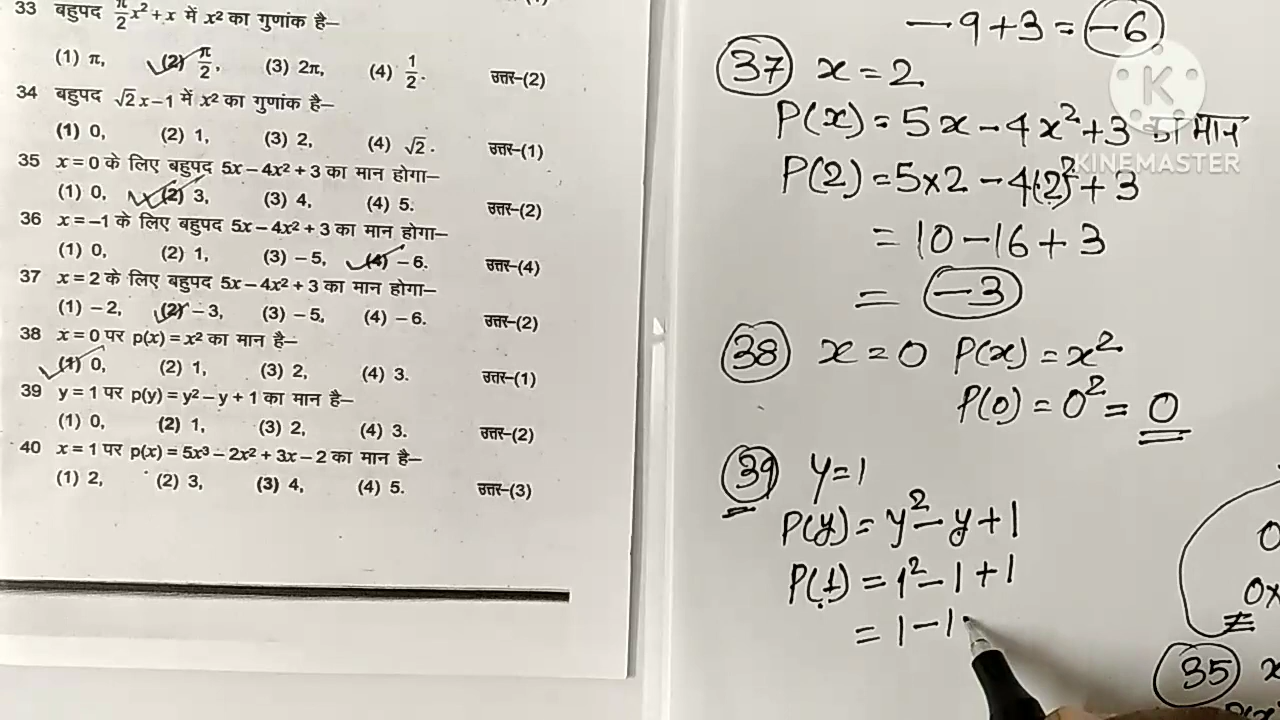 33 बहुपद π/2 x² + x में x² का गुणांक है–
(1) π, (2) π/2, (3) 2π, (4) 1/2. उत्तर–(2)
34 बहुपद √2 x – 1 में x² का गुणांक है–
(1) 0, (2) 1, (3) 2, (4) √2. उत्तर–(1)
35 x = 0 के लिए बहुपद 5x – 4x² + 3 का मान होगा–
(1) 0, (2) 3, (3) 4, (4) 5. उत्तर–(2)
36 x = –1 के लिए बहुपद 5x – 4x² + 3 का मान होगा–
(1) 0, (2) 1, (3) – 5, (4) – 6. उत्तर–(4)
37 x = 2 के लिए बहुपद 5x – 4x² + 3 का मान होगा–
(1) – 2, (2) – 3, (3) – 5, (4) – 6. उत्तर–(2)
38 x = 0 पर p(x) = x² का मान है–
(1) 0, (2) 1, (3) 2, (4) 3. उत्तर–(1)
39 y = 1 पर p(y) = y² – y + 1 का मान है–
(1) 0, (2) 1, (3) 2, (4) 3. उत्तर–(2)
40 x = 1 पर p(x) = 5x³ – 2x² + 3x – 2 का मान है–
(1) 2, (2) 3, (3) 4, (4) 5. उत्तर–(3)
–9+3 = –6
37 x = 2
P(x) = 5x – 4x² + 3 का मान
P(2) = 5×2 – 4(2)² + 3
= 10 – 16 + 3
= –3
38 x = 0 P(x) = x²
P(0) = 0² = 0
39 y = 1
P(y) = y² – y + 1
P(1) = 1² – 1 + 1
= 1 – 1
0
0x
35 x
K
KINEMASTER